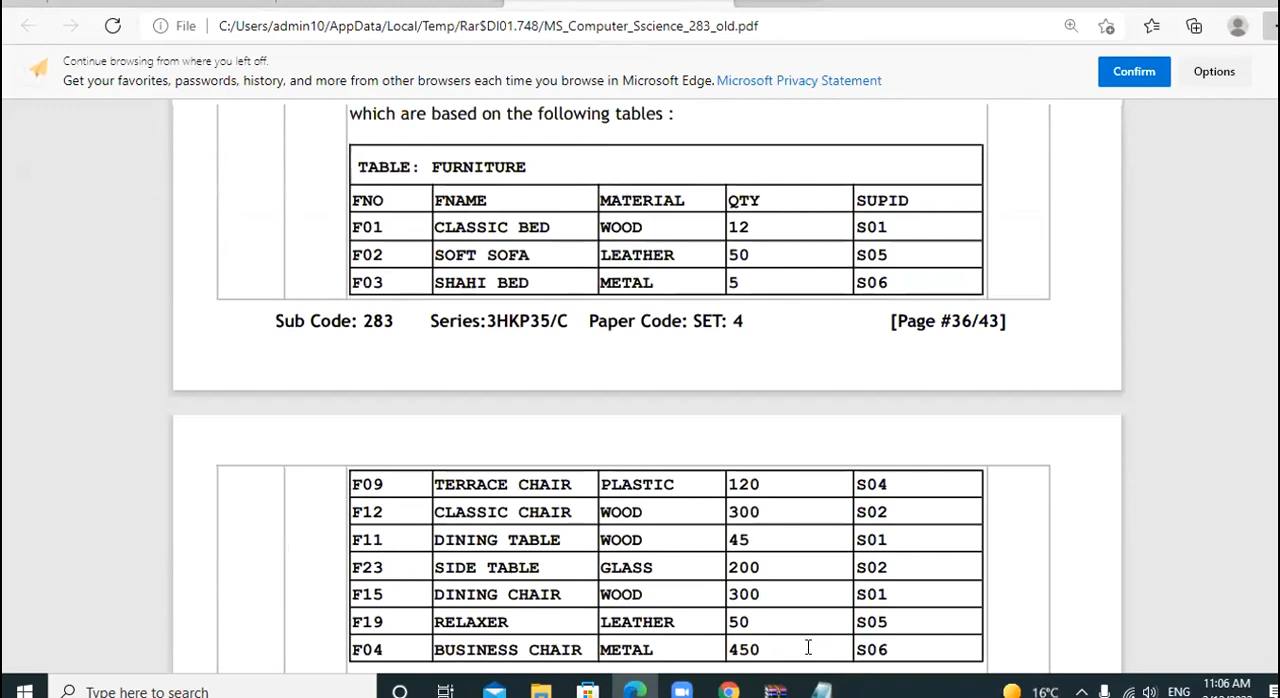 File C:/Users/admin10/AppData/Local/Temp/Rar$DI01.748/MS_Computer_Sscience_283_old.pdf
Continue browsing from where you left off.
Get your favorites, passwords, history, and more from other browsers each time you browse in Microsoft Edge. Microsoft Privacy Statement
Confirm
Options
which are based on the following tables :
TABLE: FURNITURE
FNO FNAME MATERIAL QTY SUPID
F01 CLASSIC BED WOOD 12 S01
F02 SOFT SOFA LEATHER 50 S05
F03 SHAHI BED METAL 5 S06
Sub Code: 283 Series:3HKP35/C Paper Code: SET: 4 [Page #36/43]
F09 TERRACE CHAIR PLASTIC 120 S04
F12 CLASSIC CHAIR WOOD 300 S02
F11 DINING TABLE WOOD 45 S01
F23 SIDE TABLE GLASS 200 S02
F15 DINING CHAIR WOOD 300 S01
F19 RELAXER LEATHER 50 S05
F04 BUSINESS CHAIR METAL 450 S06
Type here to search
16°C
ENG
11:06 AM